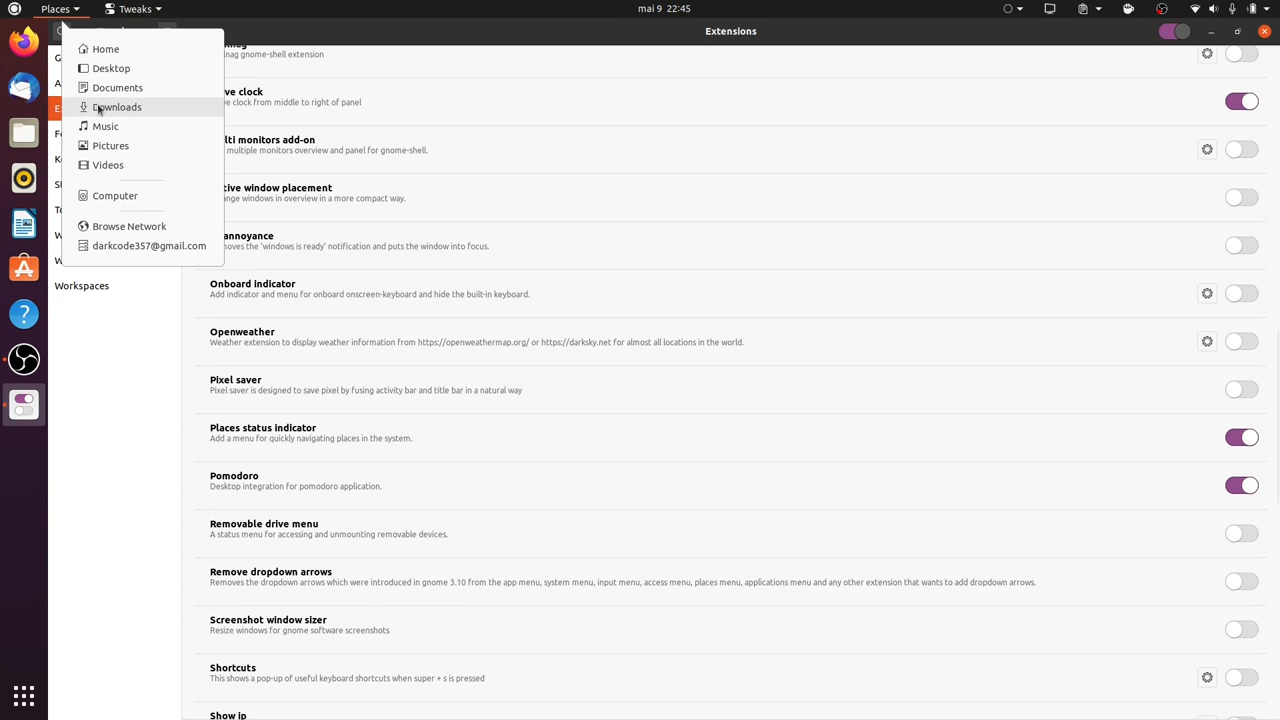 Places
Tweaks
mai 9 22:45
Extensions
Home
Desktop
Documents
Downloads
Music
Pictures
Videos
Computer
Browse Network
darkcode357@gmail.com
Workspaces
gnome-shell extension
clock
clock from middle to right of panel
monitors add-on
multiple monitors overview and panel for gnome-shell.
window placement
windows in overview in a more compact way.
annoyance
the 'windows is ready' notification and puts the window into focus.
Onboard indicator
Add indicator and menu for onboard onscreen-keyboard and hide the built-in keyboard.
Openweather
Weather extension to display weather information from https://openweathermap.org/ or https://darksky.net for almost all locations in the world.
Pixel saver
Pixel saver is designed to save pixel by fusing activity bar and title bar in a natural way
Places status indicator
Add a menu for quickly navigating places in the system.
Pomodoro
Desktop integration for pomodoro application.
Removable drive menu
A status menu for accessing and unmounting removable devices.
Remove dropdown arrows
Removes the dropdown arrows which were introduced in gnome 3.10 from the app menu, system menu, input menu, access menu, places menu, applications menu and any other extension that wants to add dropdown arrows.
Screenshot window sizer
Resize windows for gnome software screenshots
Shortcuts
This shows a pop-up of useful keyboard shortcuts when super + s is pressed
Show ip